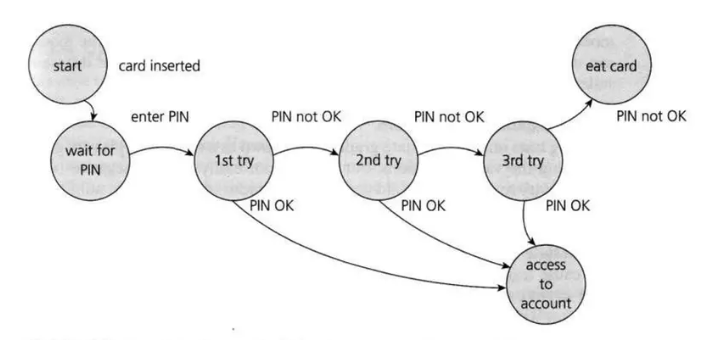 start
card inserted
eat card
enter PIN
PIN not OK
PIN not OK
PIN not OK
wait for
PIN
1st try
2nd try
3rd try
PIN OK
PIN OK
PIN OK
access
to
account